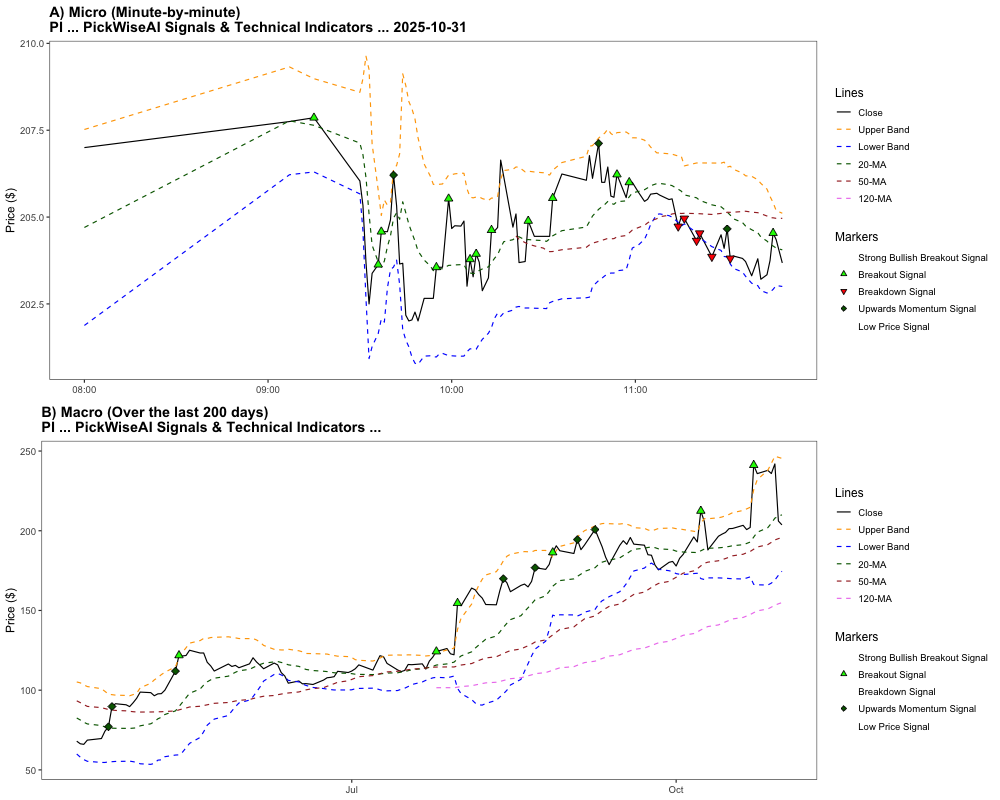 A) Micro (Minute-by-minute)
PI ... PickWiseAI Signals & Technical Indicators ... 2025-10-31
Price ($)
210.0
207.5
205.0
202.5
08:00
09:00
10:00
11:00
Lines
Close
Upper Band
Lower Band
20-MA
50-MA
120-MA
Markers
Strong Bullish Breakout Signal
Breakout Signal
Breakdown Signal
Upwards Momentum Signal
Low Price Signal
B) Macro (Over the last 200 days)
PI ... PickWiseAI Signals & Technical Indicators ...
Price ($)
250
200
150
100
50
Jul
Oct
Lines
Close
Upper Band
Lower Band
20-MA
50-MA
120-MA
Markers
Strong Bullish Breakout Signal
Breakout Signal
Breakdown Signal
Upwards Momentum Signal
Low Price Signal